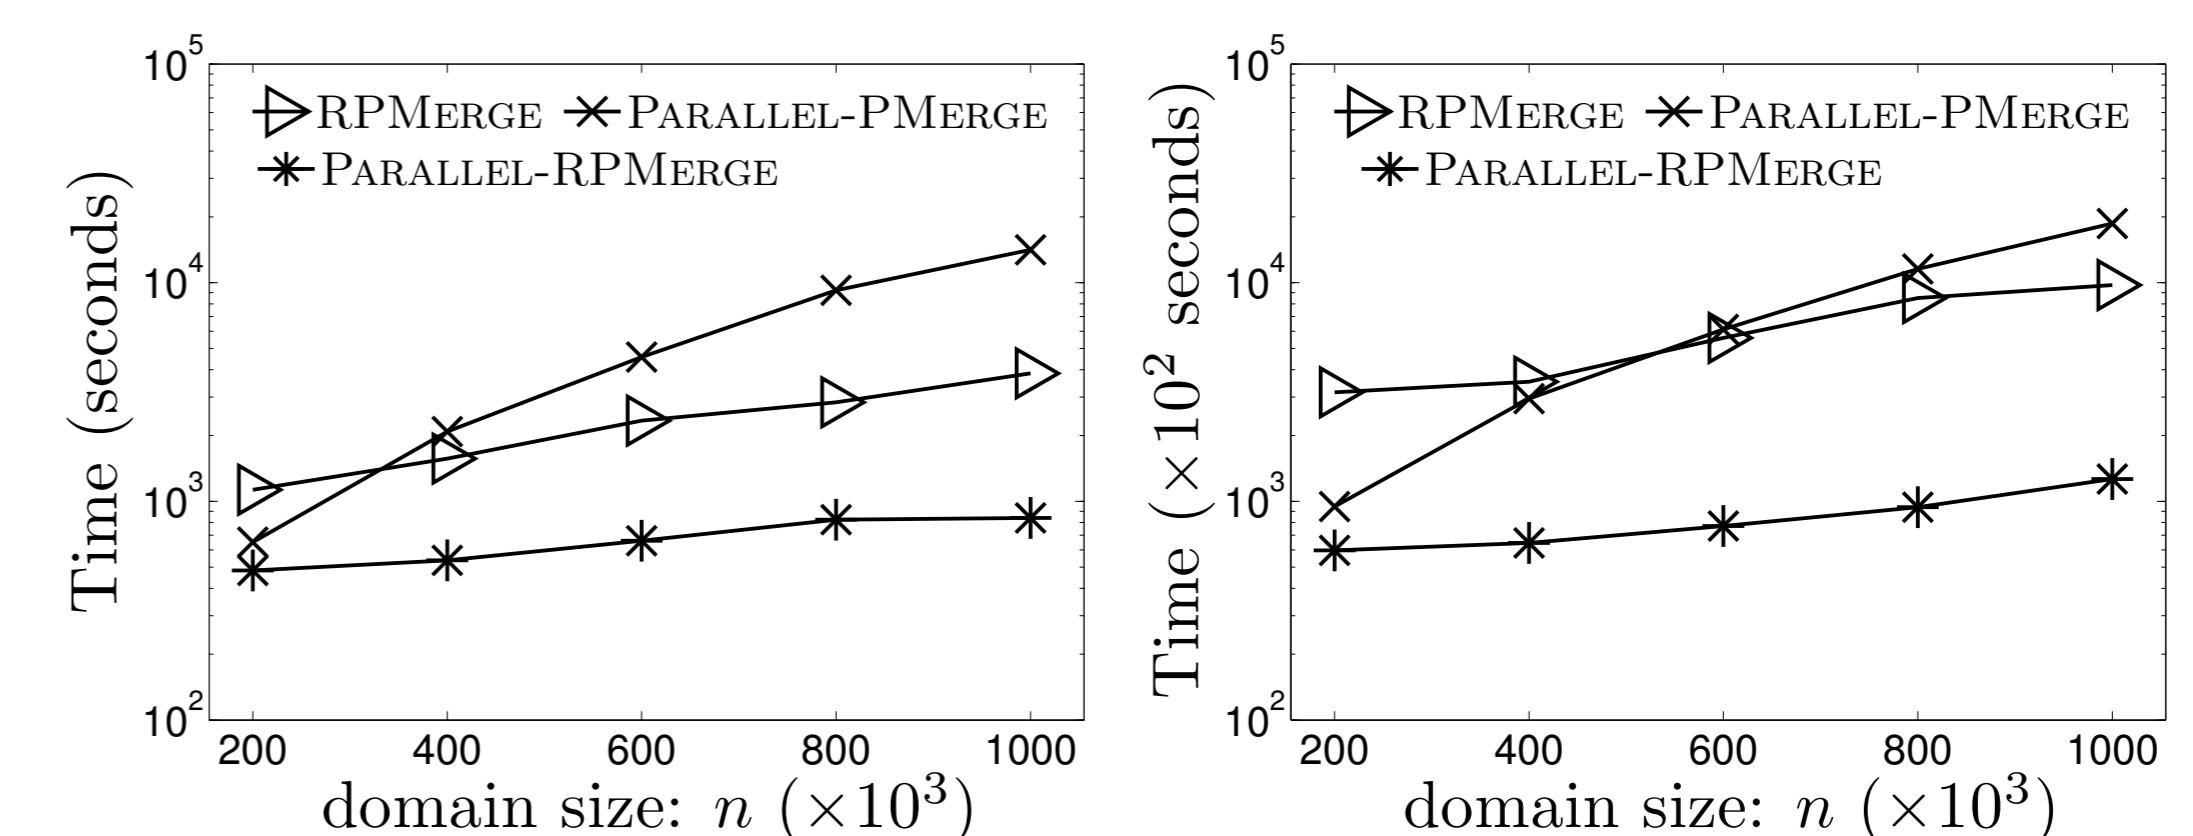 10^5
RPMERGE PARALLEL-PMERGE
PARALLEL-RPMERGE
10^4
10^3
10^2
Time (seconds)
200 400 600 800 1000
domain size: n (×10^3)
10^5
RPMERGE PARALLEL-PMERGE
PARALLEL-RPMERGE
10^4
10^3
10^2
Time (×10^2 seconds)
200 400 600 800 1000
domain size: n (×10^3)